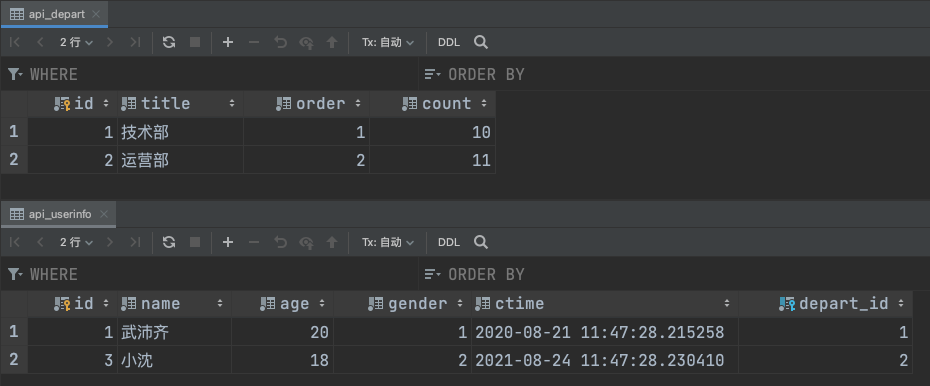 api_depart
2 行 Tx: 自动 DDL
WHERE ORDER BY
id title order count
1 1 技术部 1 10
2 2 运营部 2 11
api_userinfo
2 行 Tx: 自动 DDL
WHERE ORDER BY
id name age gender ctime depart_id
1 1 武沛齐 20 1 2020-08-21 11:47:28.215258 1
2 3 小沈 18 2 2021-08-24 11:47:28.230410 2